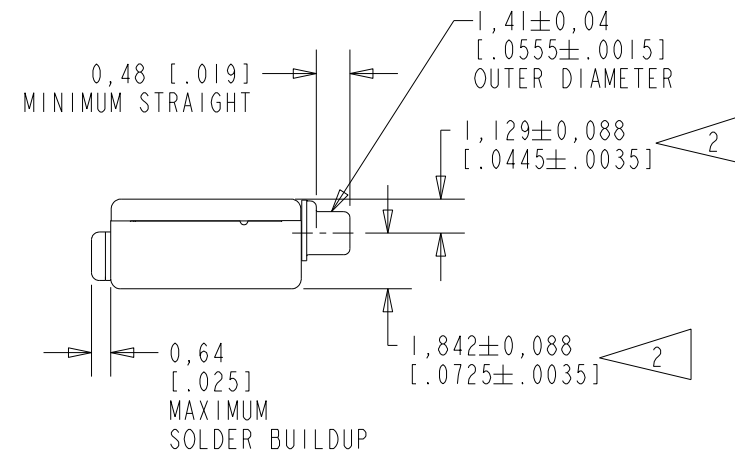 1,41±0,04
[.0555±.0015]
OUTER DIAMETER
0,48 [.019]
MINIMUM STRAIGHT
1,129±0,088
[.0445±.0035]
2
1,842±0,088
[.0725±.0035]
2
0,64
[.025]
MAXIMUM
SOLDER BUILDUP